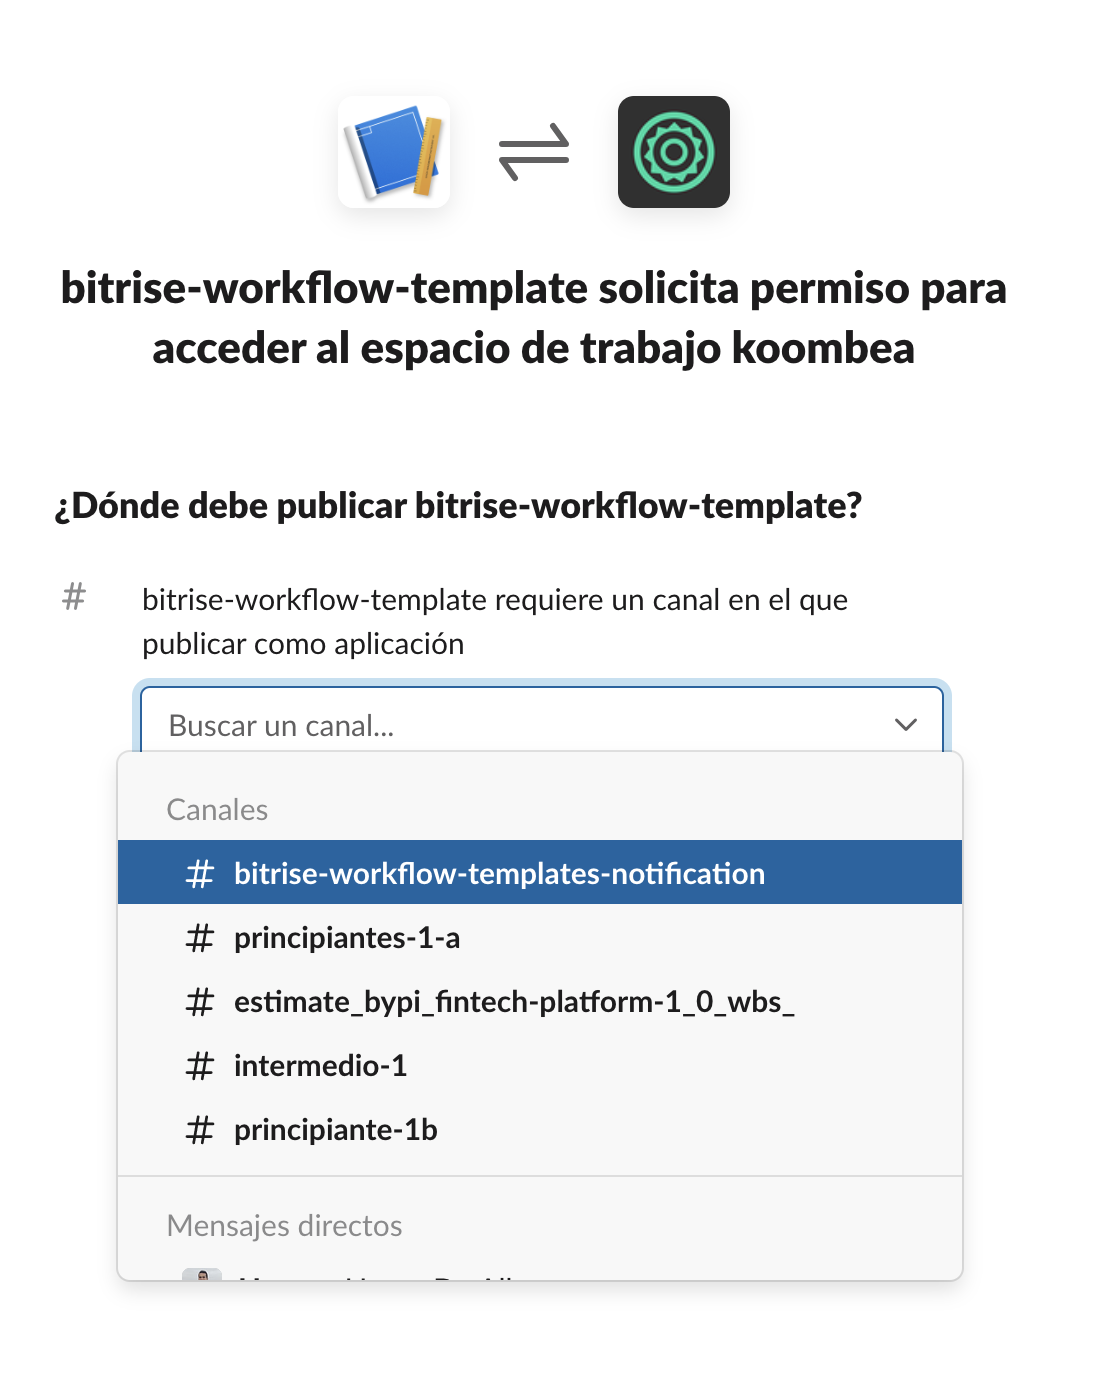 bitrise-workflow-template solicita permiso para
acceder al espacio de trabajo koombea
¿Dónde debe publicar bitrise-workflow-template?
# bitrise-workflow-template requiere un canal en el que
publicar como aplicación
Buscar un canal...
Canales
# bitrise-workflow-templates-notification
# principiantes-1-a
# estimate_bypi_fintech-platform-1_0_wbs_
# intermedio-1
# principiante-1b
Mensajes directos